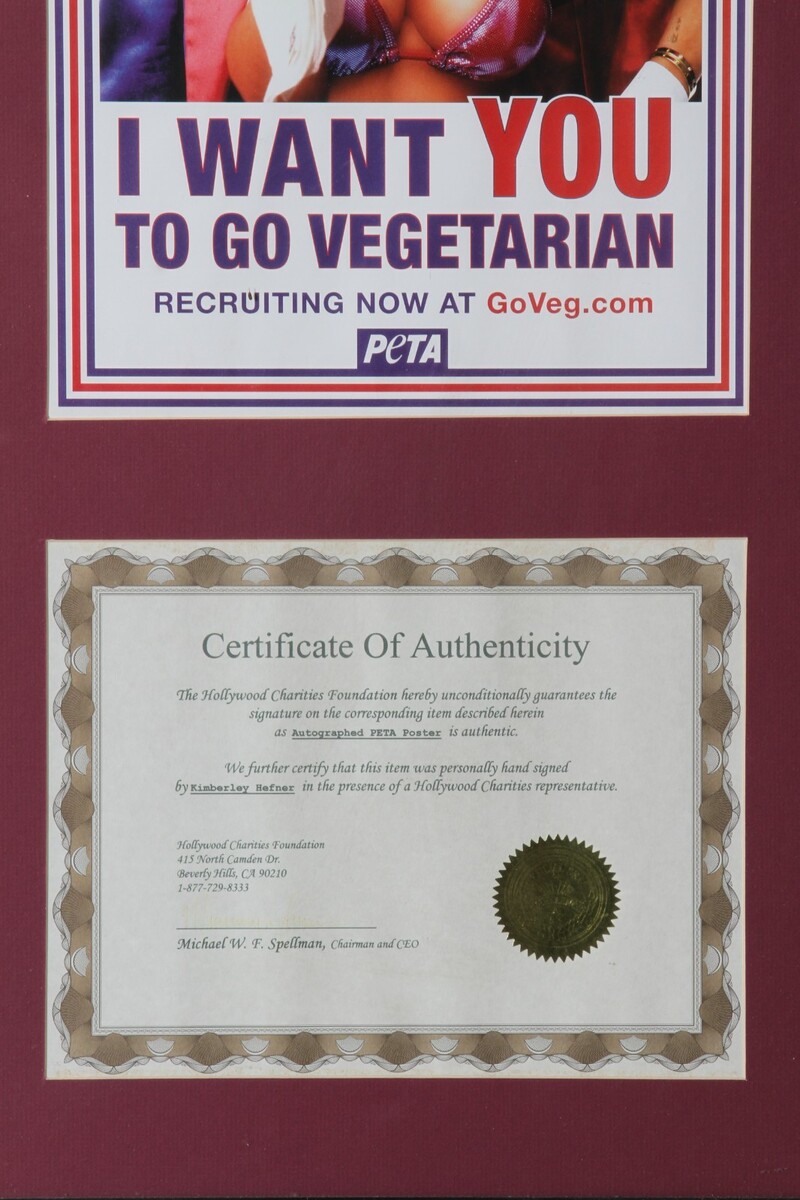 I WANT YOU
TO GO VEGETARIAN
RECRUITING NOW AT GoVeg.com
PETA
Certificate Of Authenticity
The Hollywood Charities Foundation hereby unconditionally guarantees the
signature on the corresponding item described herein
as Autographed PETA Poster is authentic.
We further certify that this item was personally hand signed
by Kimberley Hefner in the presence of a Hollywood Charities representative.
Hollywood Charities Foundation
415 North Camden Dr.
Beverly Hills, CA 90210
1-877-729-8333
Michael W. F. Spellman, Chairman and CEO